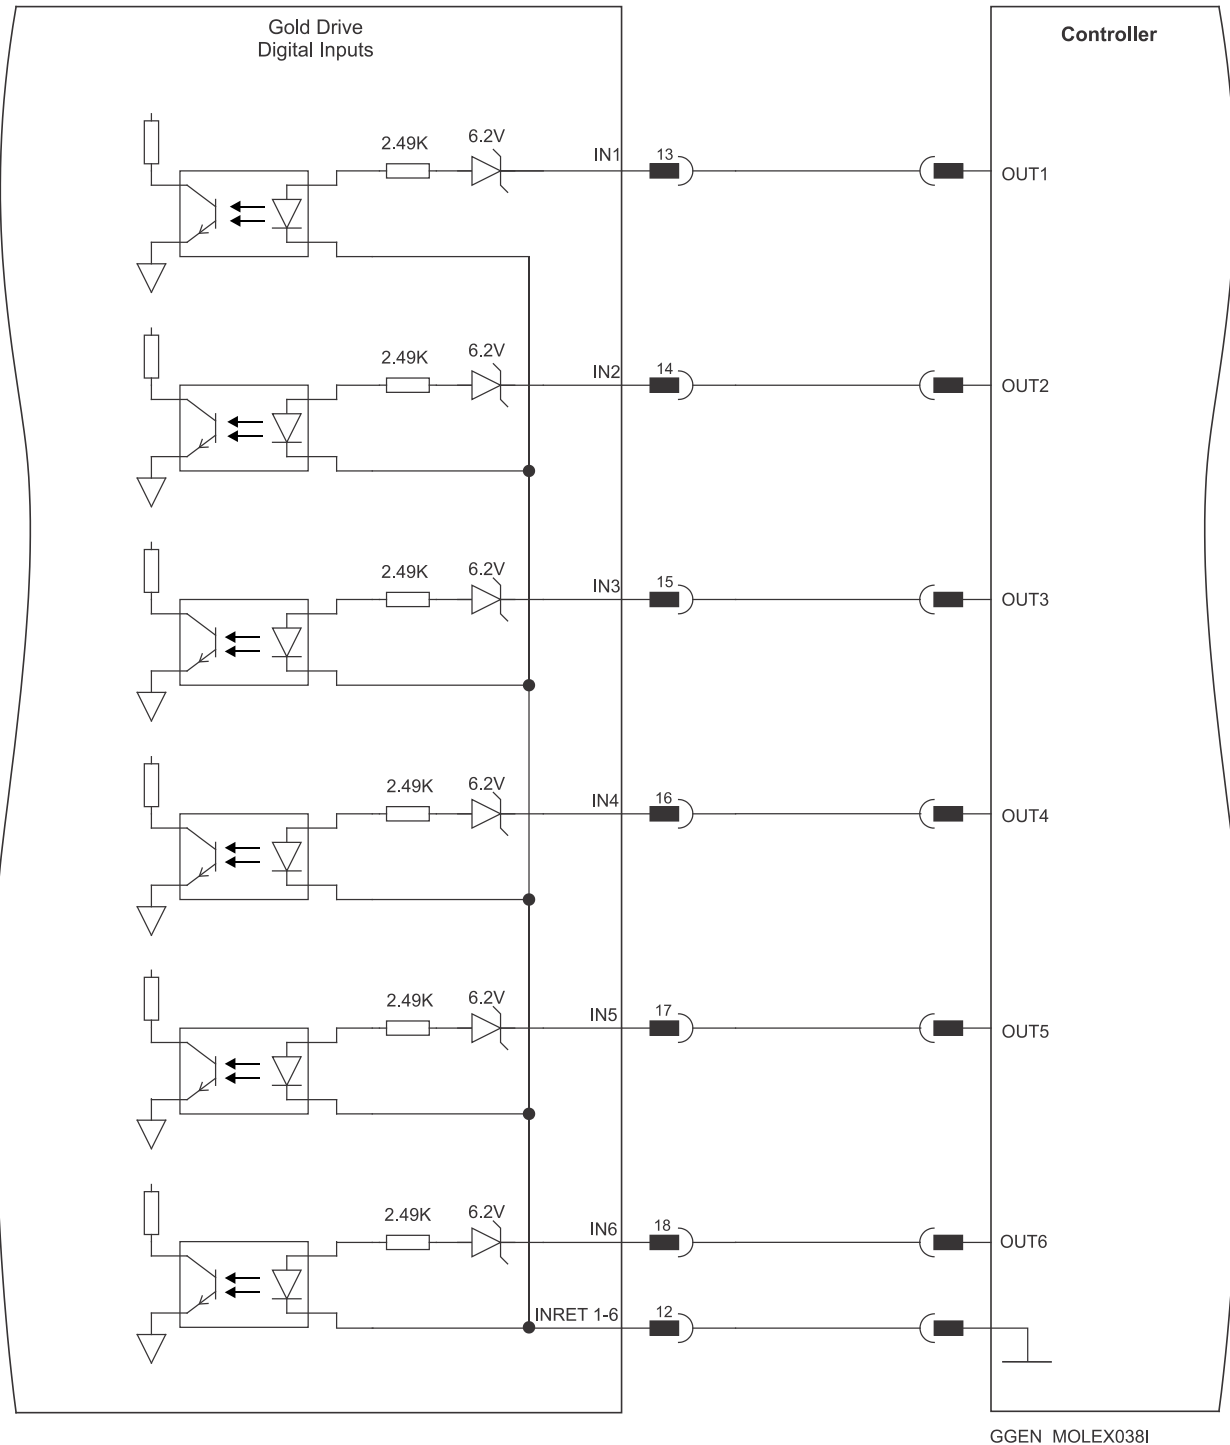 Gold Drive
Digital Inputs
Controller
2.49K
6.2V
IN1
13
OUT1
2.49K
6.2V
IN2
14
OUT2
2.49K
6.2V
IN3
15
OUT3
2.49K
6.2V
IN4
16
OUT4
2.49K
6.2V
IN5
17
OUT5
2.49K
6.2V
IN6
18
OUT6
INRET 1-6
12
GGEN_MOLEX038I